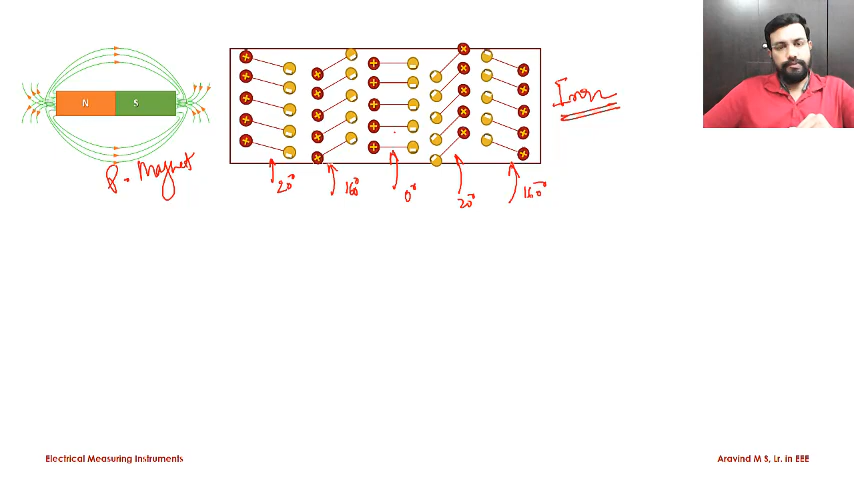 N S
P. Magnet
Iron
20° 160° 0° 20° 160°
Electrical Measuring Instruments
Aravind M S, Lr. in EEE